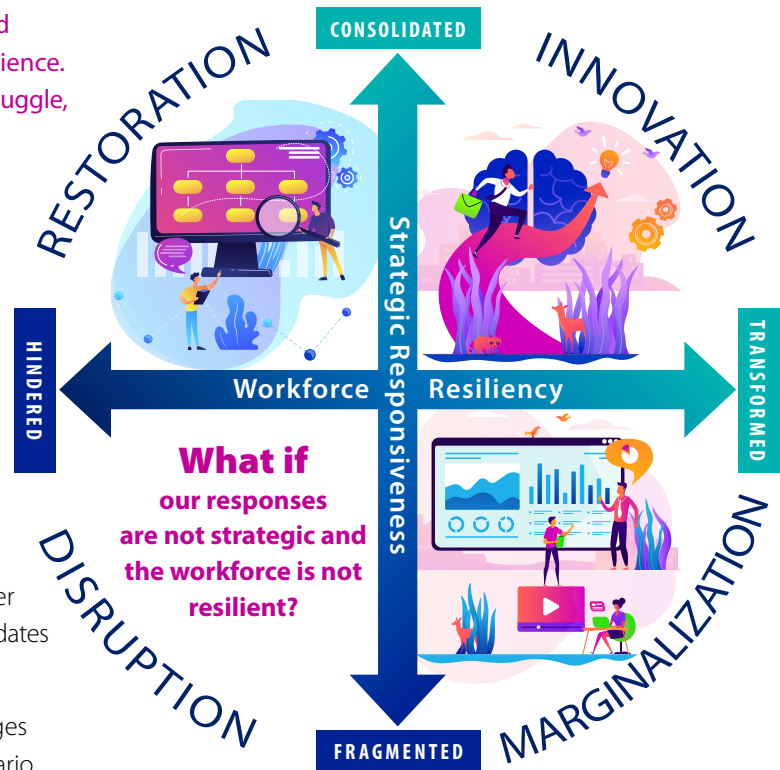 ience.
uggle,
CONSOLIDATED
RESTORATION
INNOVATION
HINDERED
TRANSFORMED
Workforce Resiliency
Strategic Responsiveness
What if
our responses
are not strategic and
the workforce is not
resilient?
DISRUPTION
MARGINALIZATION
FRAGMENTED
er
dates
ges
ario